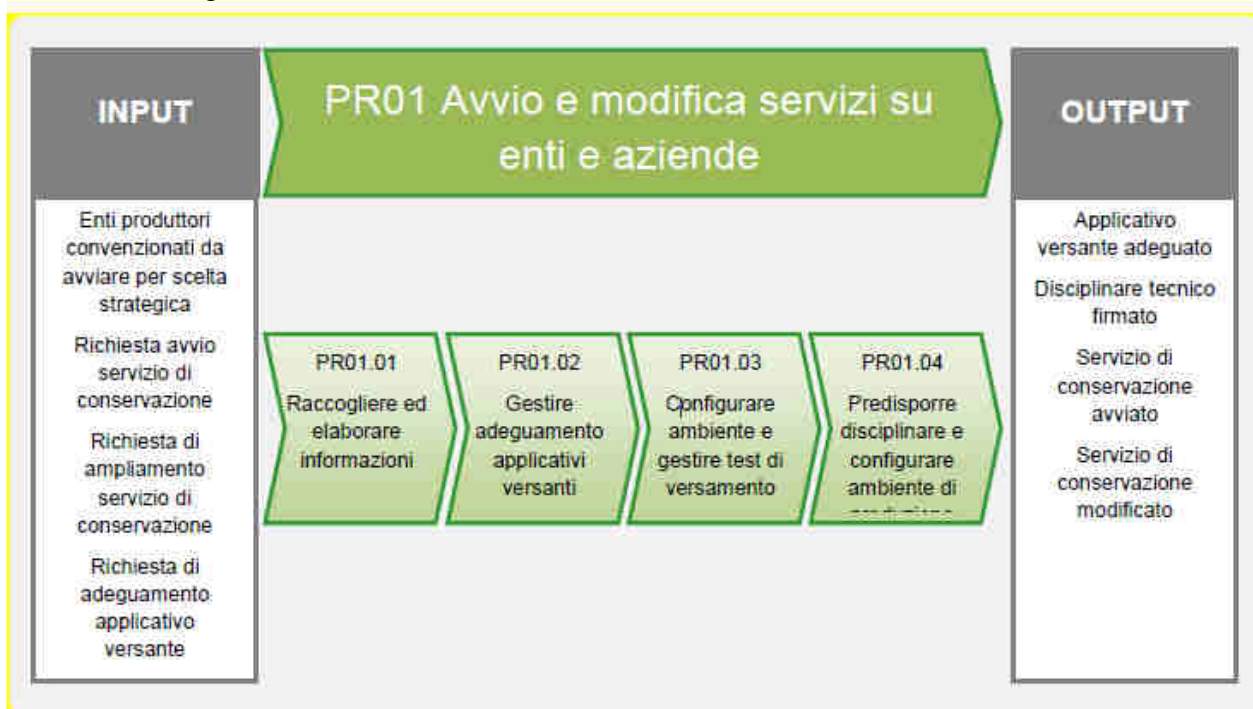 INPUT
PR01 Avvio e modifica servizi su
enti e aziende
OUTPUT
Enti produttori
convenzionati da
avviare per scelta
strategica
Richiesta avvio
servizio di
conservazione
Richiesta di
ampliamento
servizio di
conservazione
Richiesta di
adeguamento
applicativo
versante
PR01.01
Raccogliere ed
elaborare
informazioni
PR01.02
Gestire
adeguamento
applicativi
versanti
PR01.03
Configurare
ambiente e
gestire test di
versamento
PR01.04
Predisporre
disciplinare e
configurare
ambiente di
Applicativo
versante adeguato
Disciplinare tecnico
firmato
Servizio di
conservazione
avviato
Servizio di
conservazione
modificato